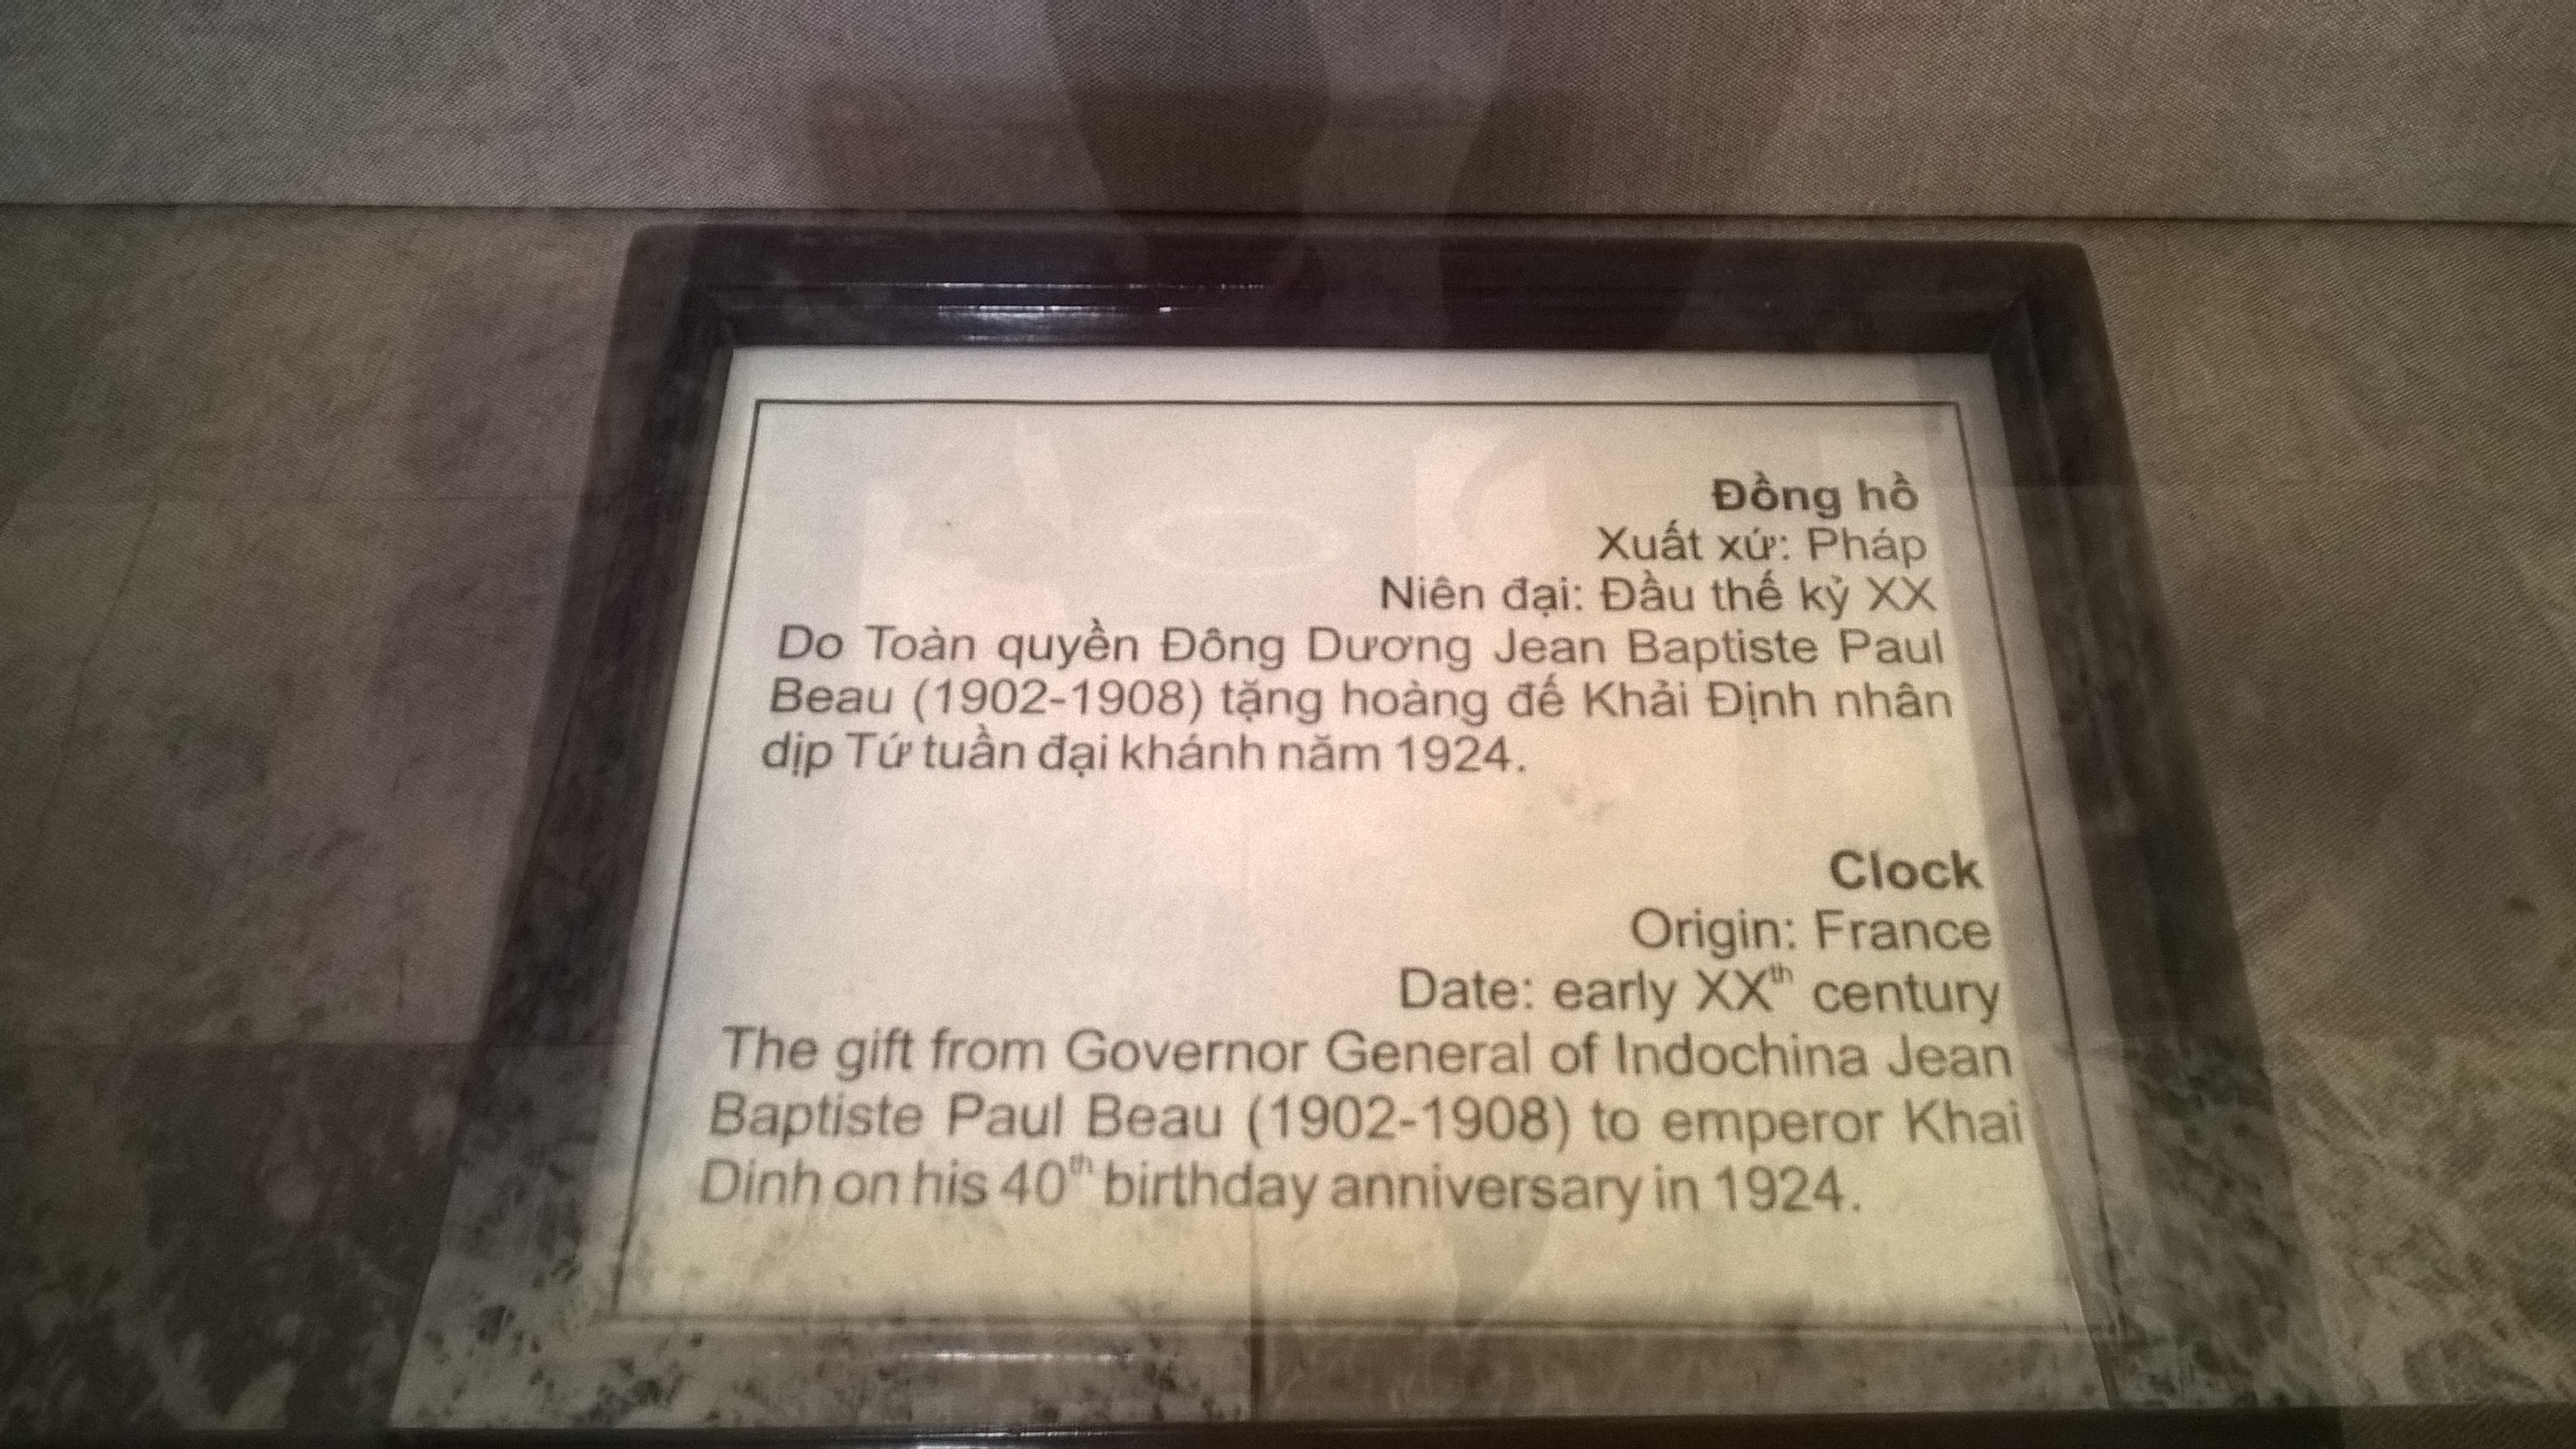 Đồng hồ
Xuất xứ: Pháp
Niên đại: Đầu thế kỷ XX
Do Toàn quyền Đông Dương Jean Baptiste Paul
Beau (1902-1908) tặng hoàng đế Khải Định nhân
dịp Tứ tuần đại khánh năm 1924.
Clock
Origin: France
Date: early XXth century
The gift from Governor General of Indochina Jean
Baptiste Paul Beau (1902-1908) to emperor Khai
Dinh on his 40th birthday anniversary in 1924.